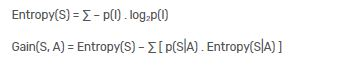 Entropy(S) = ∑ – p(I) . log₂p(I)
Gain(S, A) = Entropy(S) – ∑ [ p(S|A) . Entropy(S|A) ]